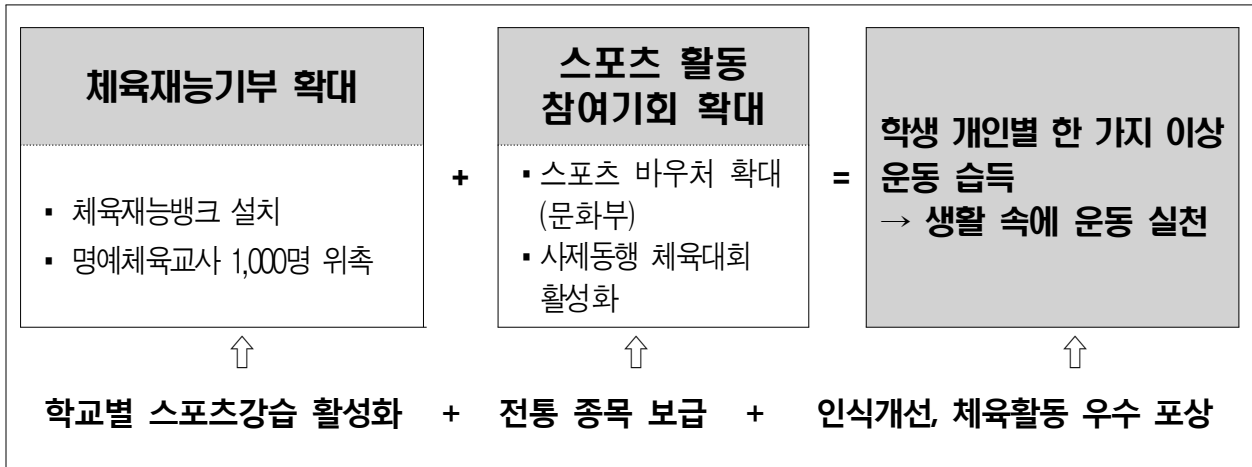 체육재능기부 확대
▪ 체육재능뱅크 설치
▪ 명예체육교사 1,000명 위촉
+
스포츠 활동
참여기회 확대
▪ 스포츠 바우처 확대
(문화부)
▪ 사제동행 체육대회
활성화
=
학생 개인별 한 가지 이상
운동 습득
→ 생활 속에 운동 실천
⇧ ⇧ ⇧
학교별 스포츠강습 활성화 + 전통 종목 보급 + 인식개선, 체육활동 우수 포상